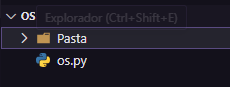 OS Explorador (Ctrl+Shift+E)
Pasta
os.py